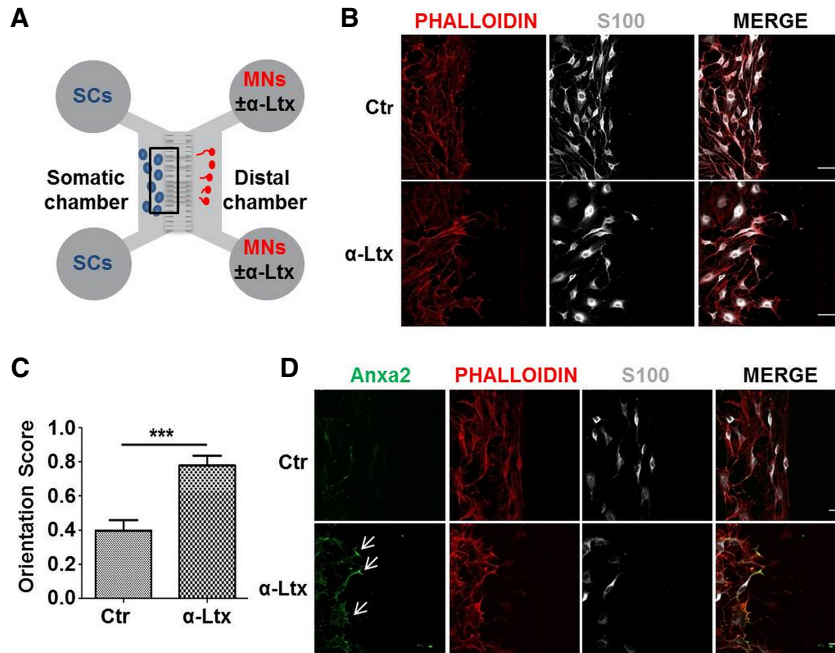 A
SCs
MNs
±α-Ltx
Somatic
chamber
Distal
chamber
SCs
MNs
±α-Ltx
B
PHALLOIDIN S100 MERGE
Ctr
α-Ltx
C
Orientation Score
1.0
0.8
0.6
0.4
0.2
0.0
***
Ctr α-Ltx
D
Anxa2 PHALLOIDIN S100 MERGE
Ctr
α-Ltx